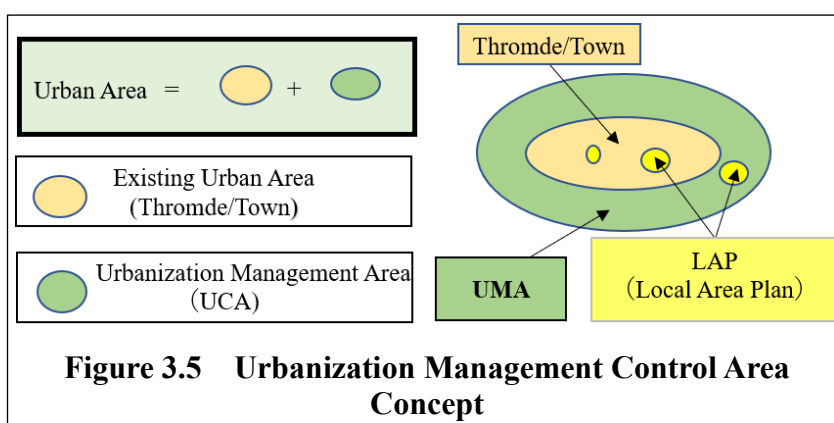 Urban Area = +
Existing Urban Area
(Thromde/Town)
Urbanization Management Area
（UCA）
Thromde/Town
UMA
LAP
（Local Area Plan）
Figure 3.5 Urbanization Management Control Area
Concept